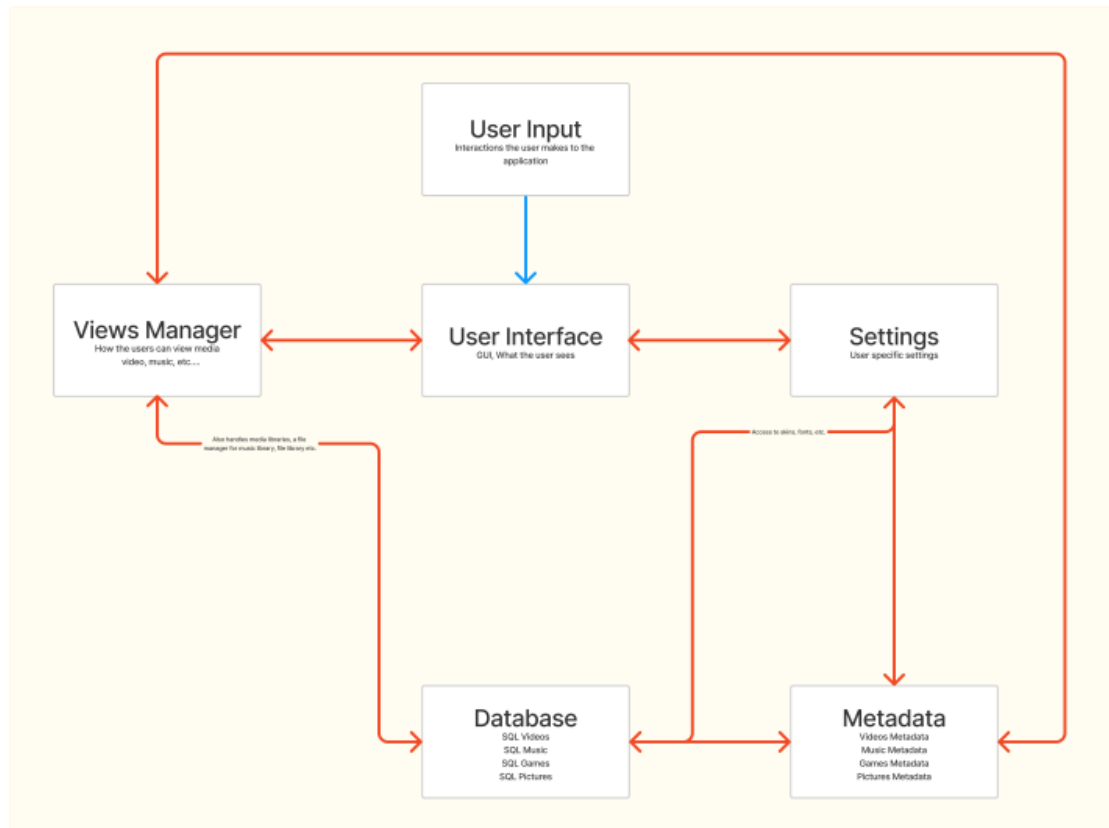 User Input
Interactions the user makes to the
application
Views Manager
How the users can view media
video, music, etc....
User Interface
GUI, What the user sees
Settings
User specific settings
Also handles media libraries, a file
manager for music library, file library etc.
Access to skins, fonts, etc.
Database
SQL Videos
SQL Music
SQL Games
SQL Pictures
Metadata
Videos Metadata
Music Metadata
Games Metadata
Pictures Metadata